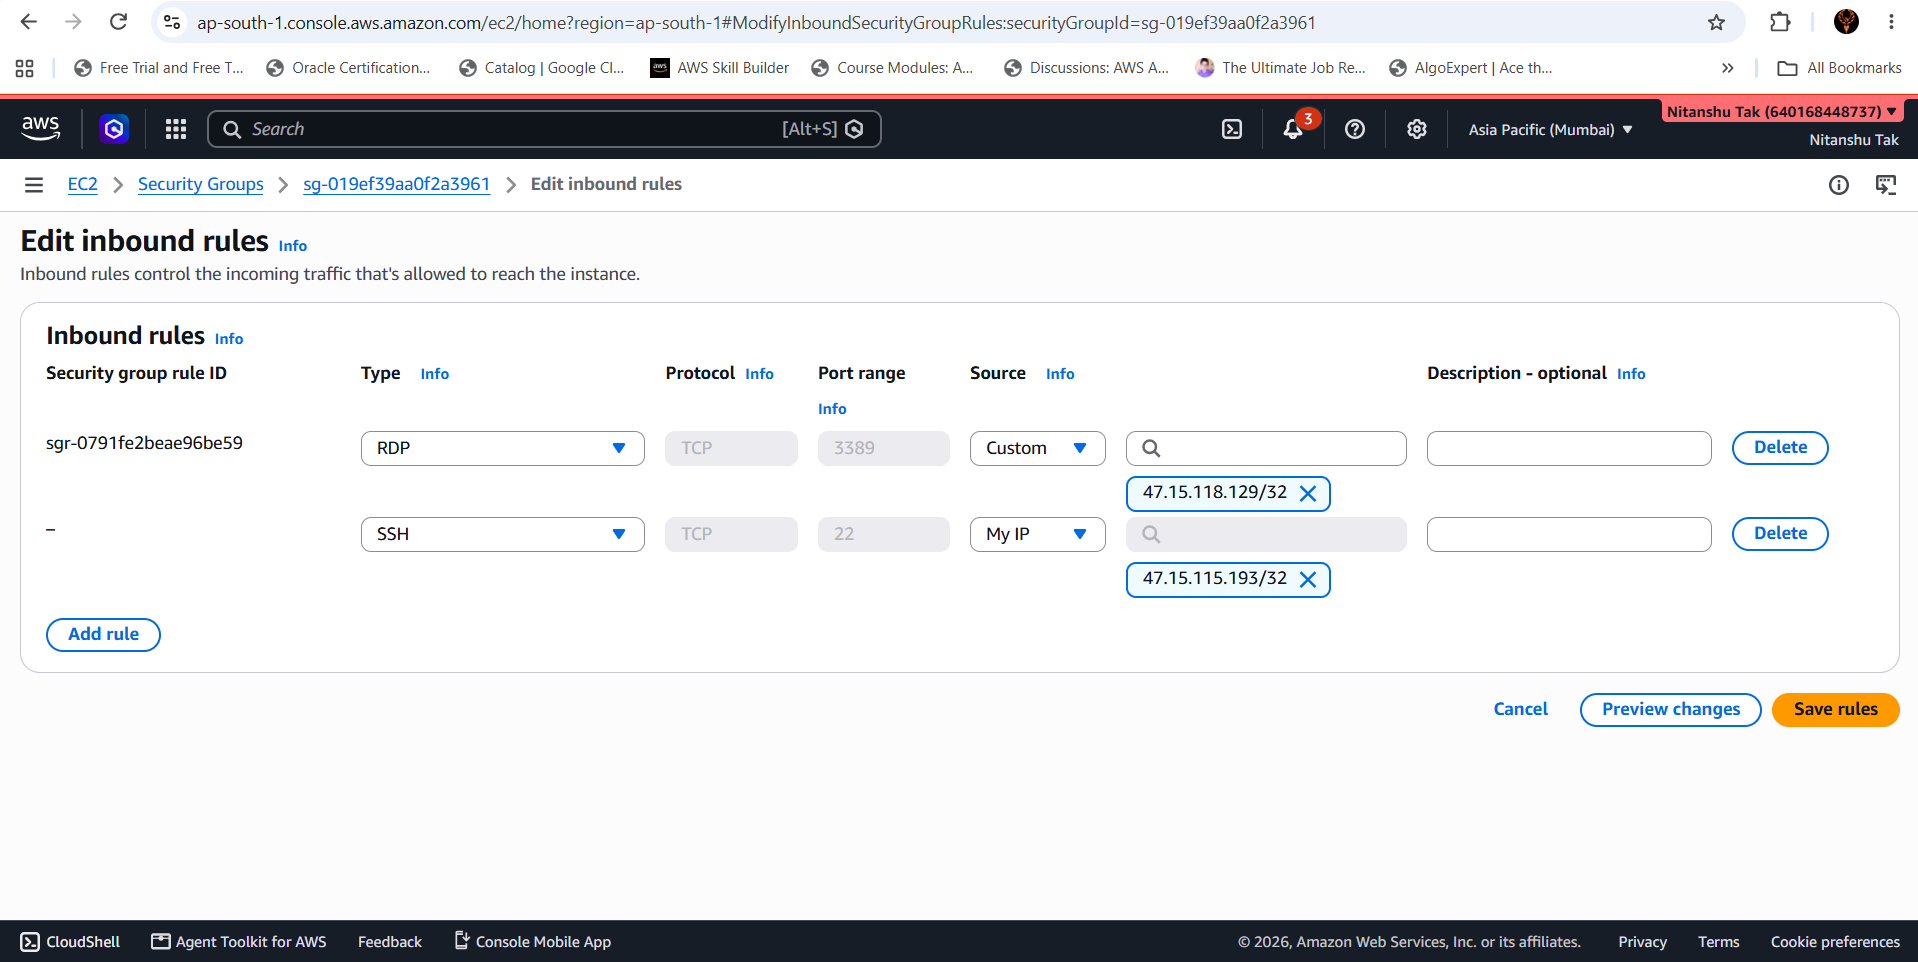 ap-south-1.console.aws.amazon.com/ec2/home?region=ap-south-1#ModifyInboundSecurityGroupRules:securityGroupId=sg-019ef39aa0f2a3961
Free Trial and Free T... Oracle Certification... Catalog | Google Cl... aws AWS Skill Builder Course Modules: A... Discussions: AWS A... The Ultimate Job Re... AlgoExpert | Ace th... » All Bookmarks
aws Search [Alt+S] 3 Asia Pacific (Mumbai) Nitanshu Tak (640168448737)
Nitanshu Tak
EC2 Security Groups sg-019ef39aa0f2a3961 Edit inbound rules
Edit inbound rules Info
Inbound rules control the incoming traffic that's allowed to reach the instance.
Inbound rules Info
Security group rule ID Type Info Protocol Info Port range Source Info Description - optional Info
Info
sgr-0791fe2beae96be59 RDP TCP 3389 Custom Delete
47.15.118.129/32
– SSH TCP 22 My IP Delete
47.15.115.193/32
Add rule
Cancel Preview changes Save rules
CloudShell Agent Toolkit for AWS Feedback Console Mobile App © 2026, Amazon Web Services, Inc. or its affiliates. Privacy Terms Cookie preferences